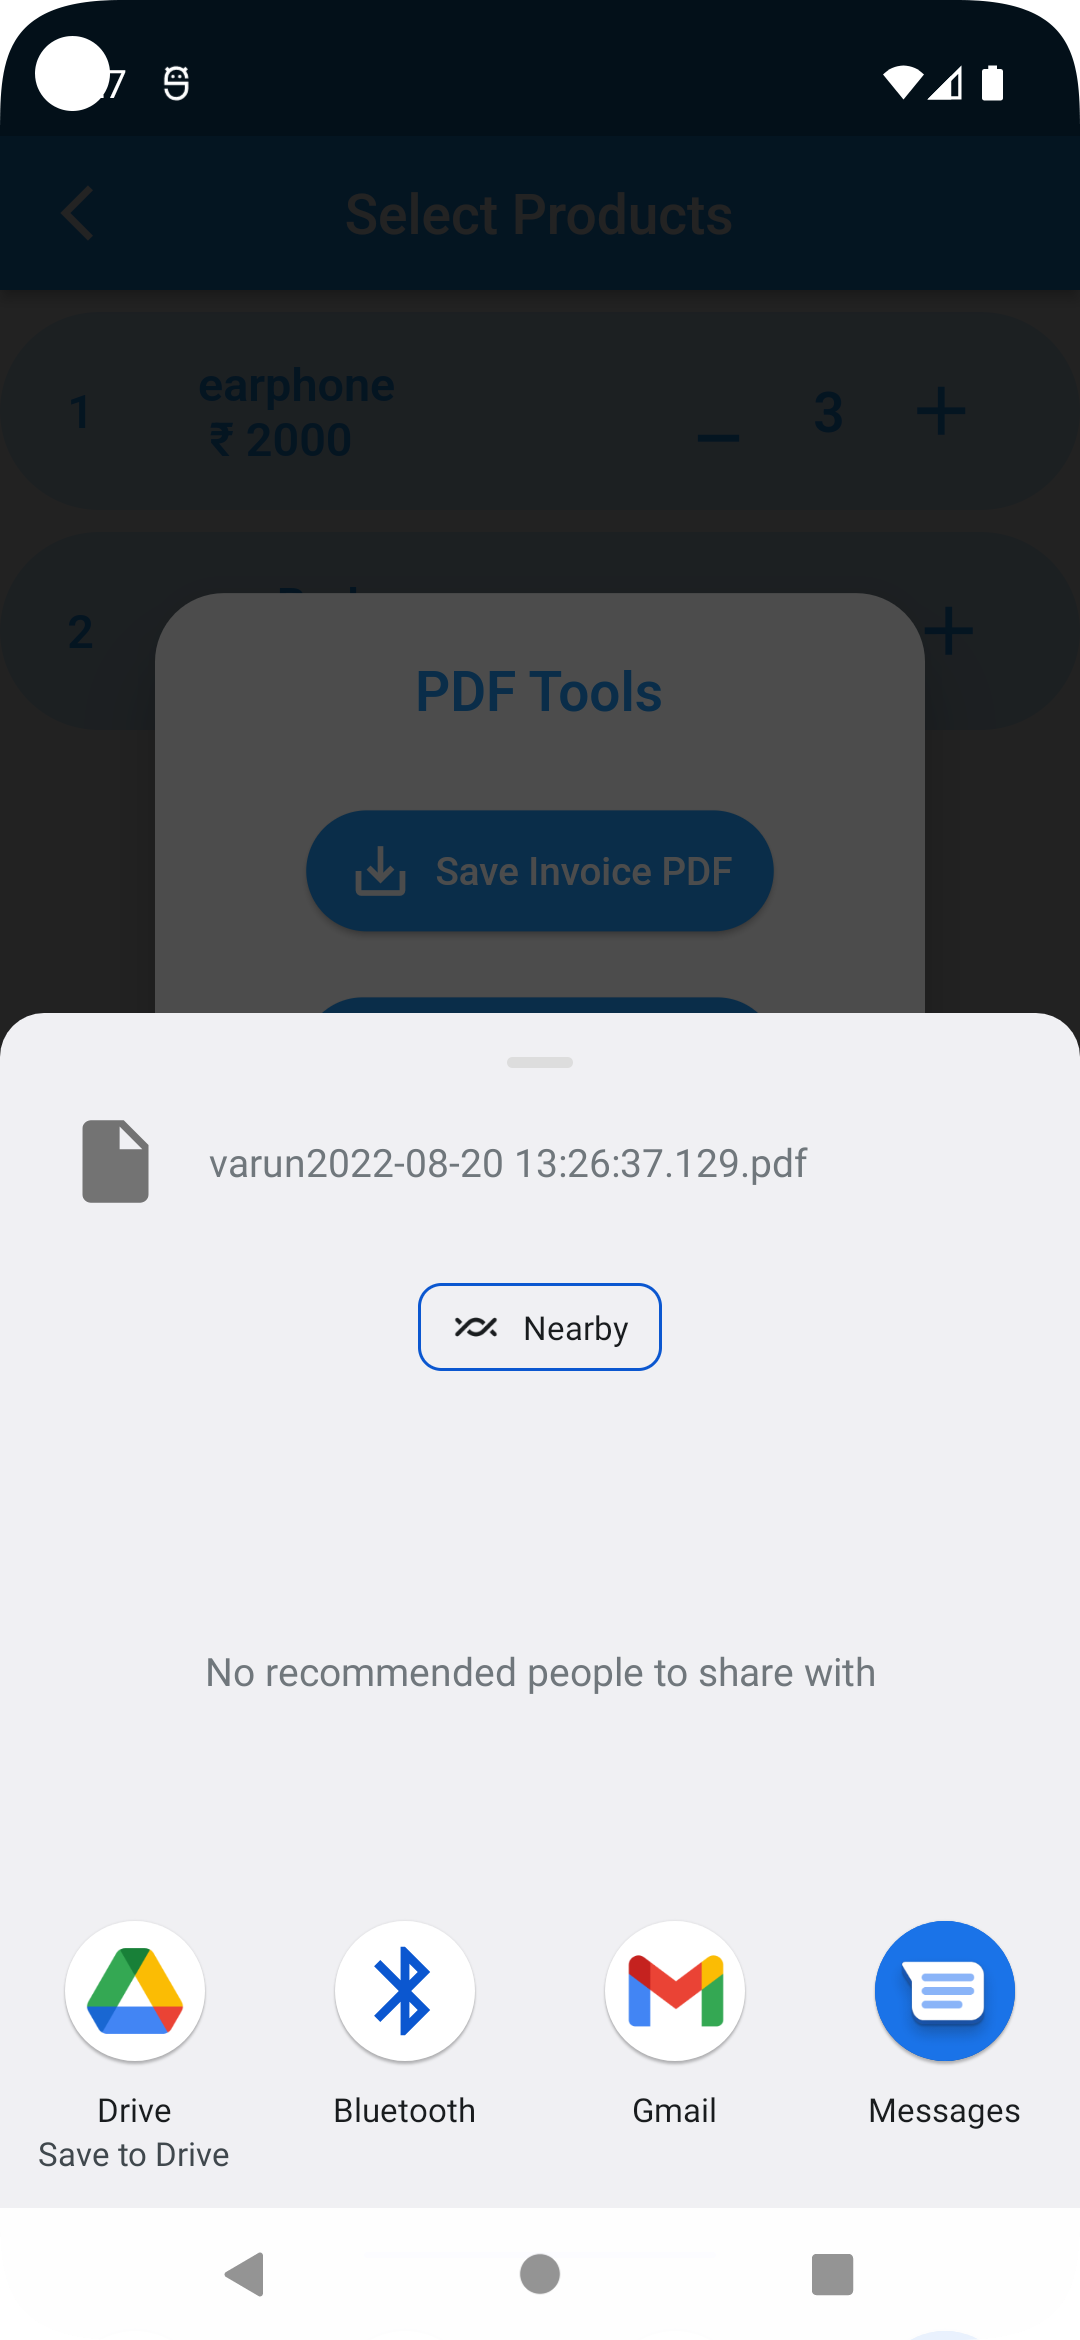 7
Select Products
1
earphone
₹ 2000
3
2
PDF Tools
Save Invoice PDF
varun2022-08-20 13:26:37.129.pdf
Nearby
No recommended people to share with
Drive
Save to Drive
Bluetooth
Gmail
Messages